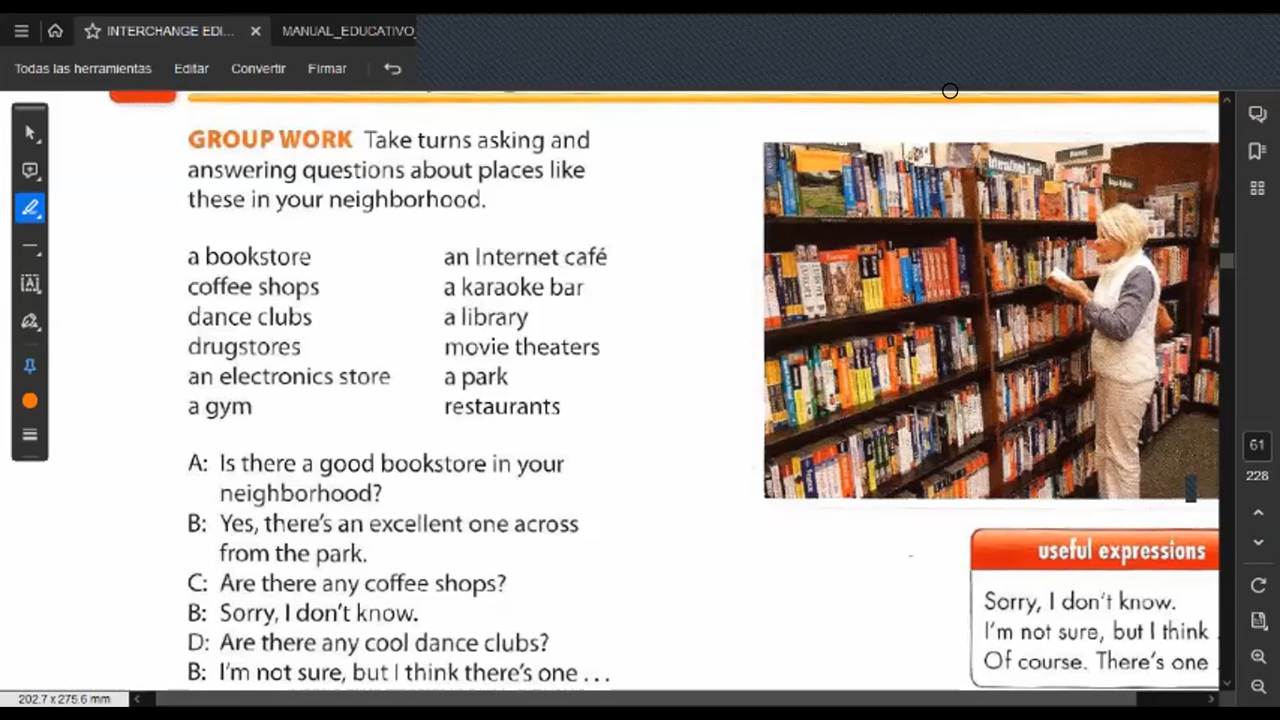 INTERCHANGE EDI...
MANUAL_EDUCATIVO_
Todas las herramientas Editar Convertir Firmar
GROUP WORK Take turns asking and
answering questions about places like
these in your neighborhood.
a bookstore
coffee shops
dance clubs
drugstores
an electronics store
a gym
an Internet café
a karaoke bar
a library
movie theaters
a park
restaurants
A: Is there a good bookstore in your
neighborhood?
B: Yes, there's an excellent one across
from the park.
C: Are there any coffee shops?
B: Sorry, I don't know.
D: Are there any cool dance clubs?
B: I'm not sure, but I think there's one . . .
International Travel
useful expressions
Sorry, I don't know.
I'm not sure, but I think .
Of course. There's one
61
228
202.7 x 275.6 mm